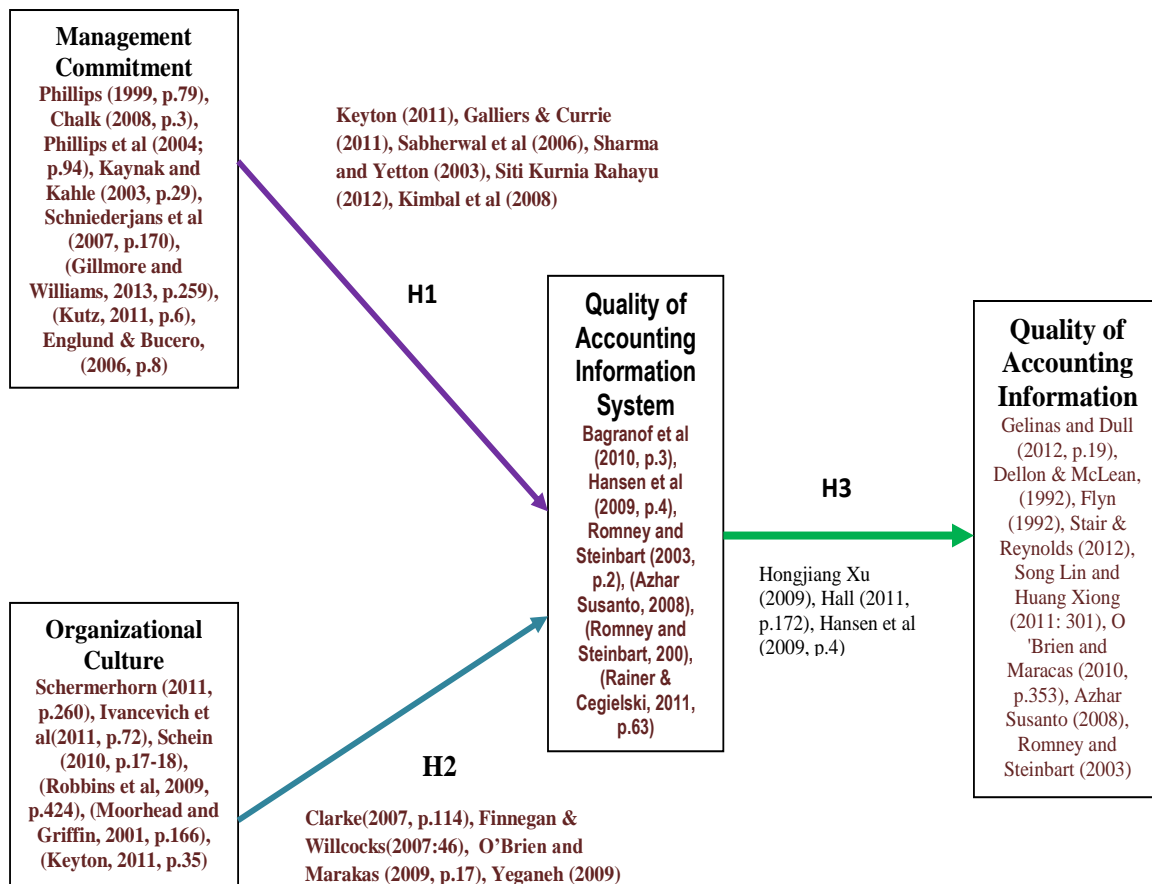 Management
Commitment
Phillips (1999, p.79),
Chalk (2008, p.3),
Phillips et al (2004;
p.94), Kaynak and
Kahle (2003, p.29),
Schniederjans et al
(2007, p.170),
(Gillmore and
Williams, 2013, p.259),
(Kutz, 2011, p.6),
Englund & Bucero,
(2006, p.8)
Keyton (2011), Galliers & Currie
(2011), Sabherwal et al (2006), Sharma
and Yetton (2003), Siti Kurnia Rahayu
(2012), Kimbal et al (2008)
H1
Organizational
Culture
Schermerhorn (2011,
p.260), Ivancevich et
al(2011, p.72), Schein
(2010, p.17-18),
(Robbins et al, 2009,
p.424), (Moorhead and
Griffin, 2001, p.166),
(Keyton, 2011, p.35)
H2
Clarke(2007, p.114), Finnegan &
Willcocks(2007:46), O’Brien and
Marakas (2009, p.17), Yeganeh (2009)
Quality of
Accounting
Information
System
Bagranof et al
(2010, p.3),
Hansen et al
(2009, p.4),
Romney and
Steinbart (2003,
p.2), (Azhar
Susanto, 2008),
(Romney and
Steinbart, 200),
(Rainer &
Cegielski, 2011,
p.63)
H3
Hongjiang Xu
(2009), Hall (2011,
p.172), Hansen et al
(2009, p.4)
Quality of
Accounting
Information
Gelinas and Dull
(2012, p.19),
Dellon & McLean,
(1992), Flyn
(1992), Stair &
Reynolds (2012),
Song Lin and
Huang Xiong
(2011: 301), O
'Brien and
Maracas (2010,
p.353), Azhar
Susanto (2008),
Romney and
Steinbart (2003)